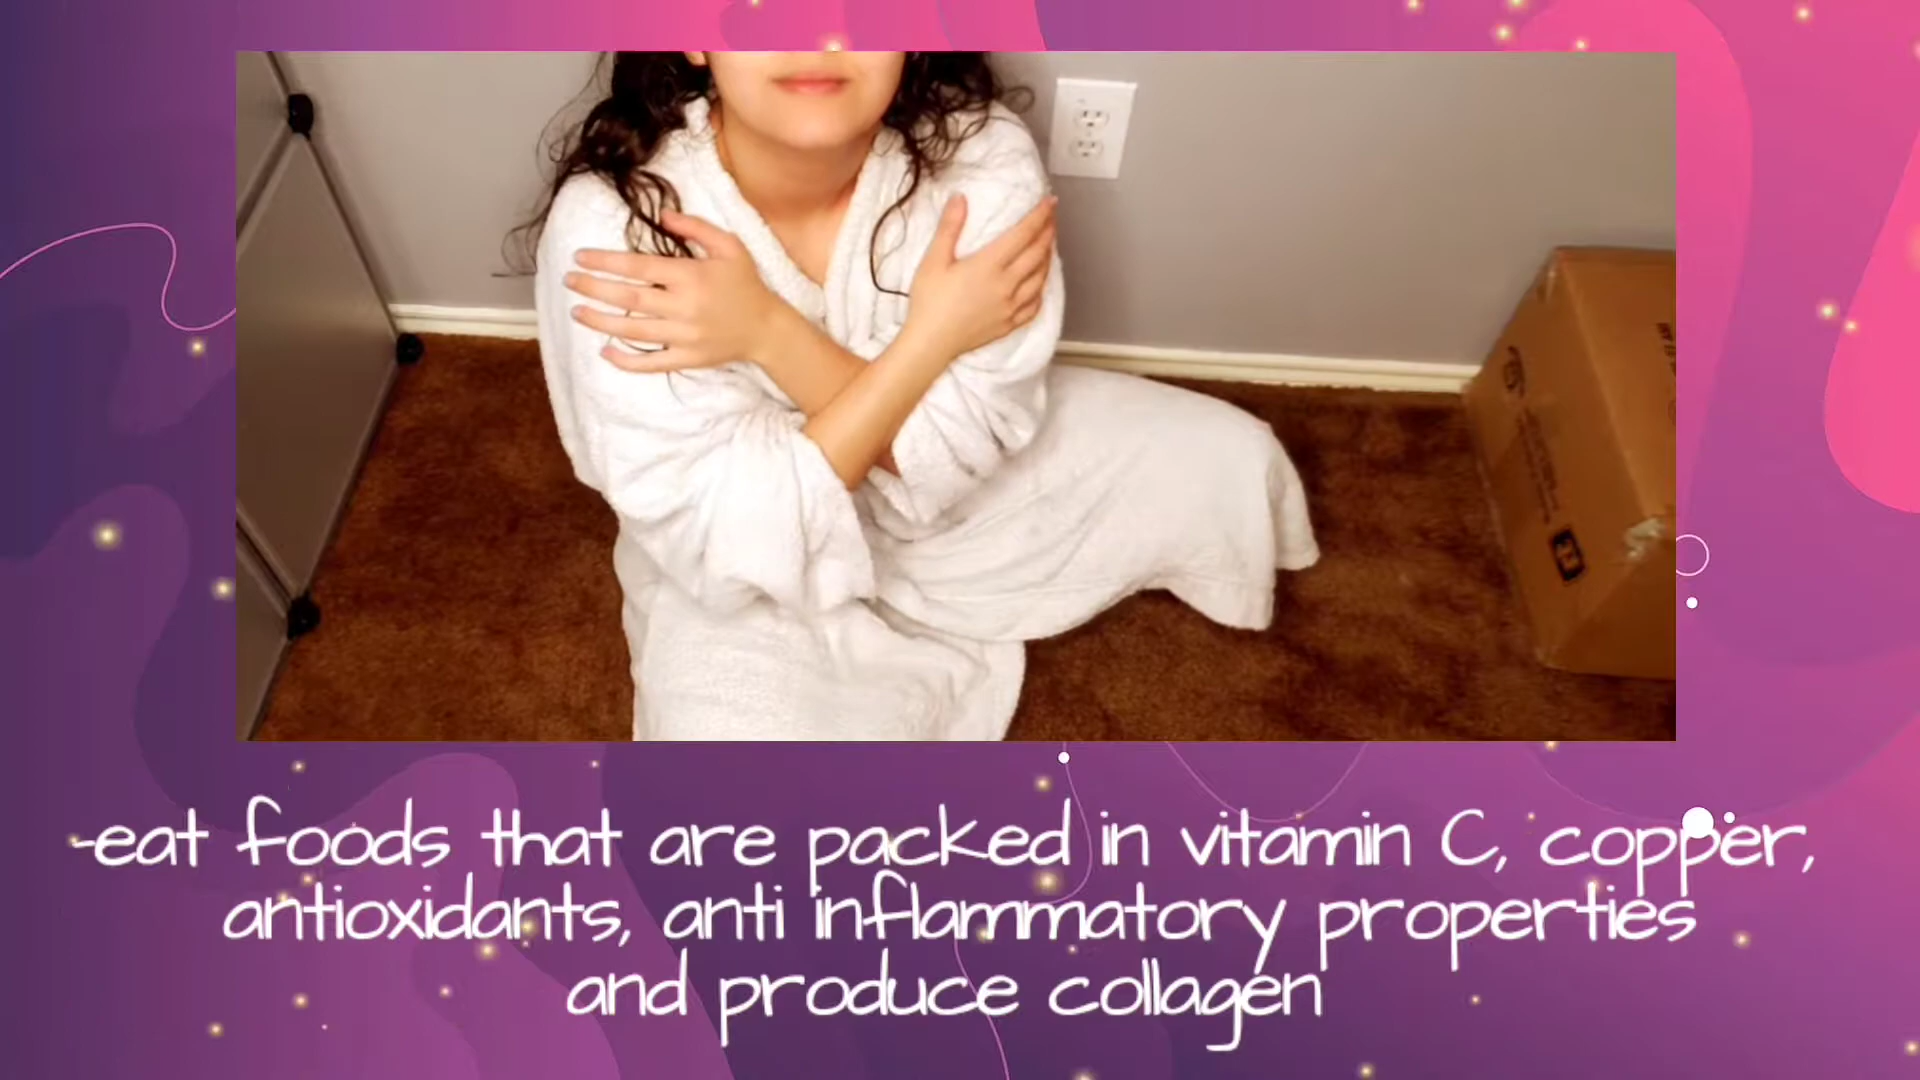 -eat foods that are packed in vitamin C, copper,
antioxidants, anti inflammatory properties
and produce collagen